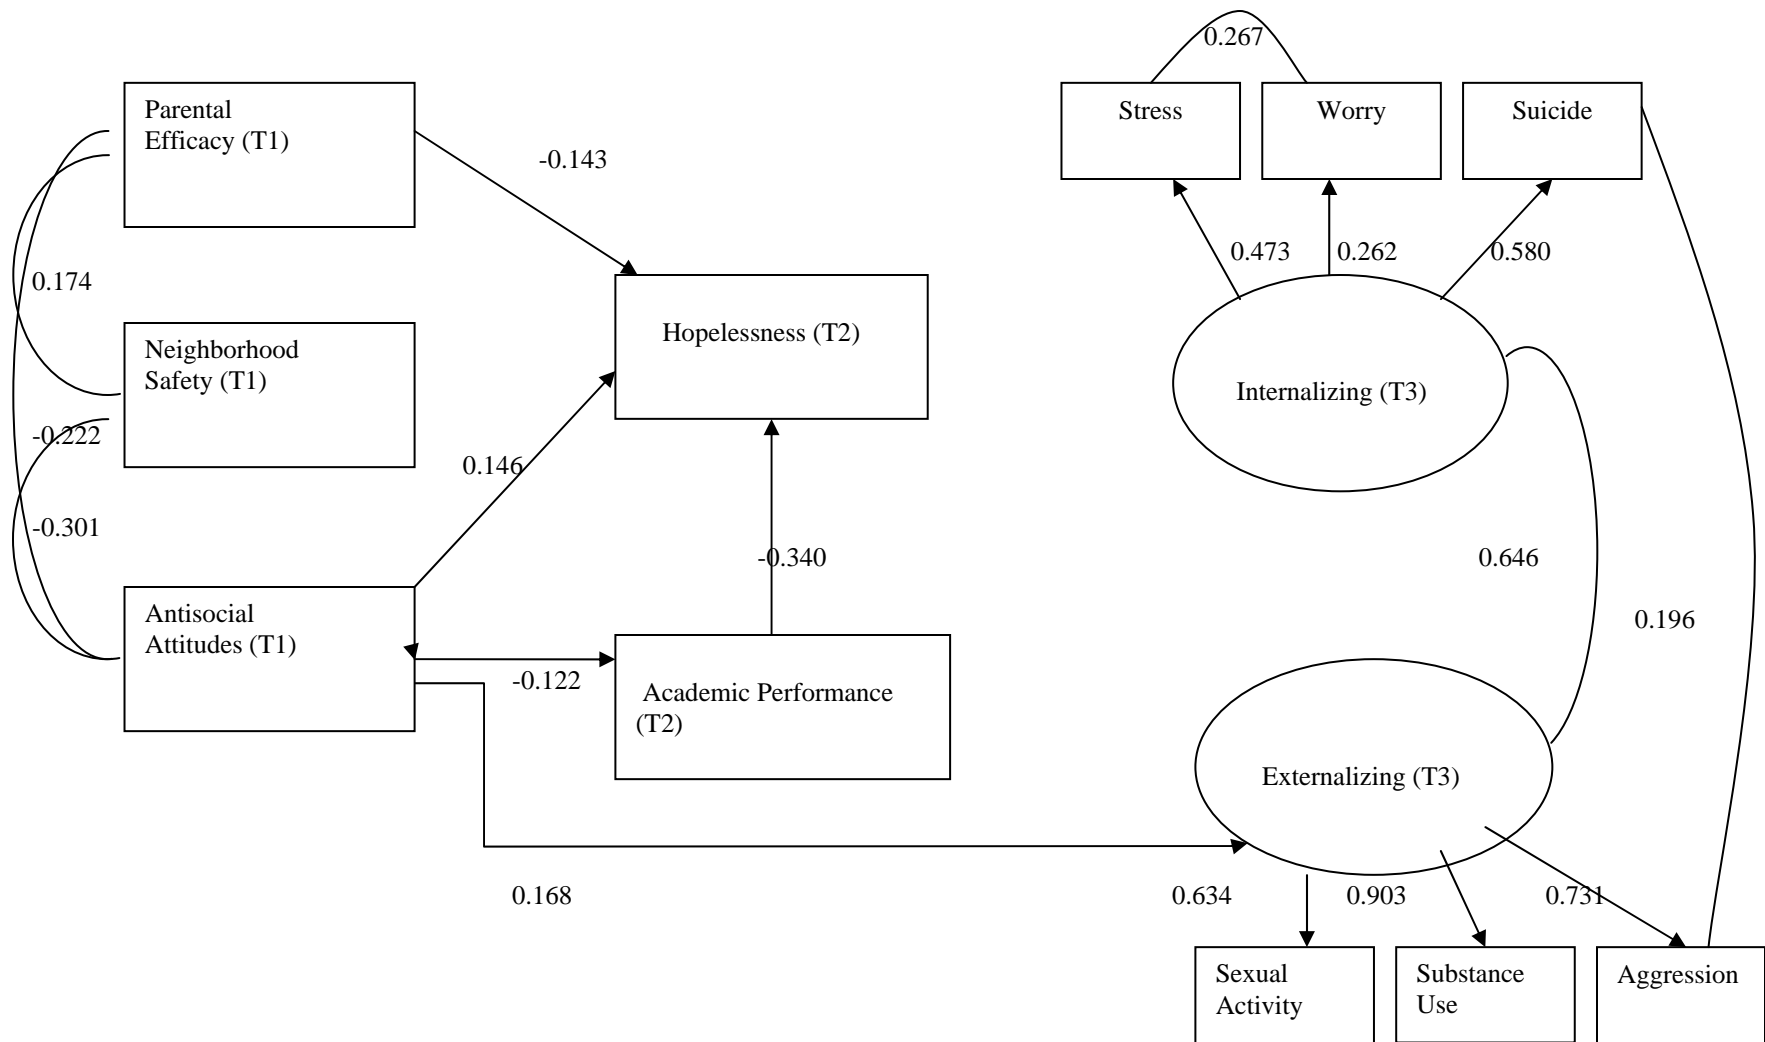 0.267
Parental
Efficacy (T1)
Stress
Worry
Suicide
-0.143
0.473
0.262
0.580
0.174
Hopelessness (T2)
Neighborhood
Safety (T1)
Internalizing (T3)
-0.222
0.146
-0.301
-0.340
0.646
Antisocial
Attitudes (T1)
0.196
-0.122
Academic Performance
(T2)
Externalizing (T3)
0.168
0.634
0.903
0.731
Sexual
Activity
Substance
Use
Aggression